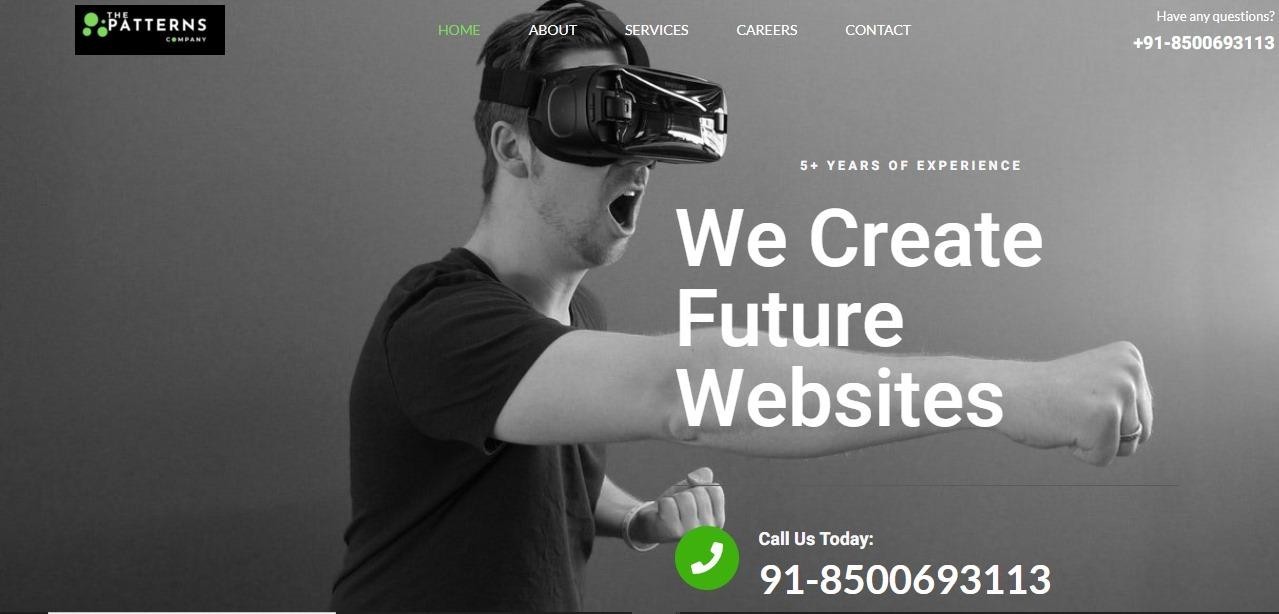 THE
PATTERNS
COMPANY
HOME ABOUT SERVICES CAREERS CONTACT
Have any questions?
+91-8500693113
5+ YEARS OF EXPERIENCE
We Create
Future
Websites
Call Us Today:
91-8500693113